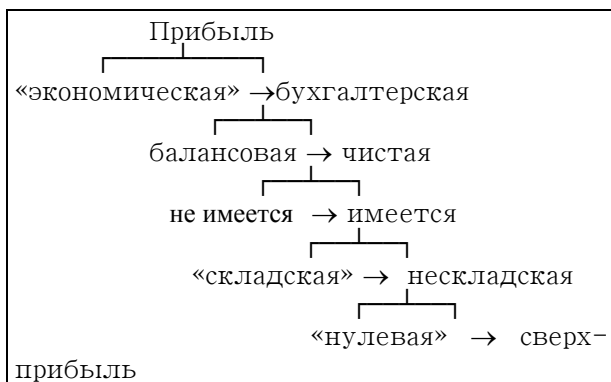 Прибыль
«экономическая» →бухгалтерская
балансовая → чистая
не имеется → имеется
«складская» → нескладская
«нулевая» → сверх-
прибыль